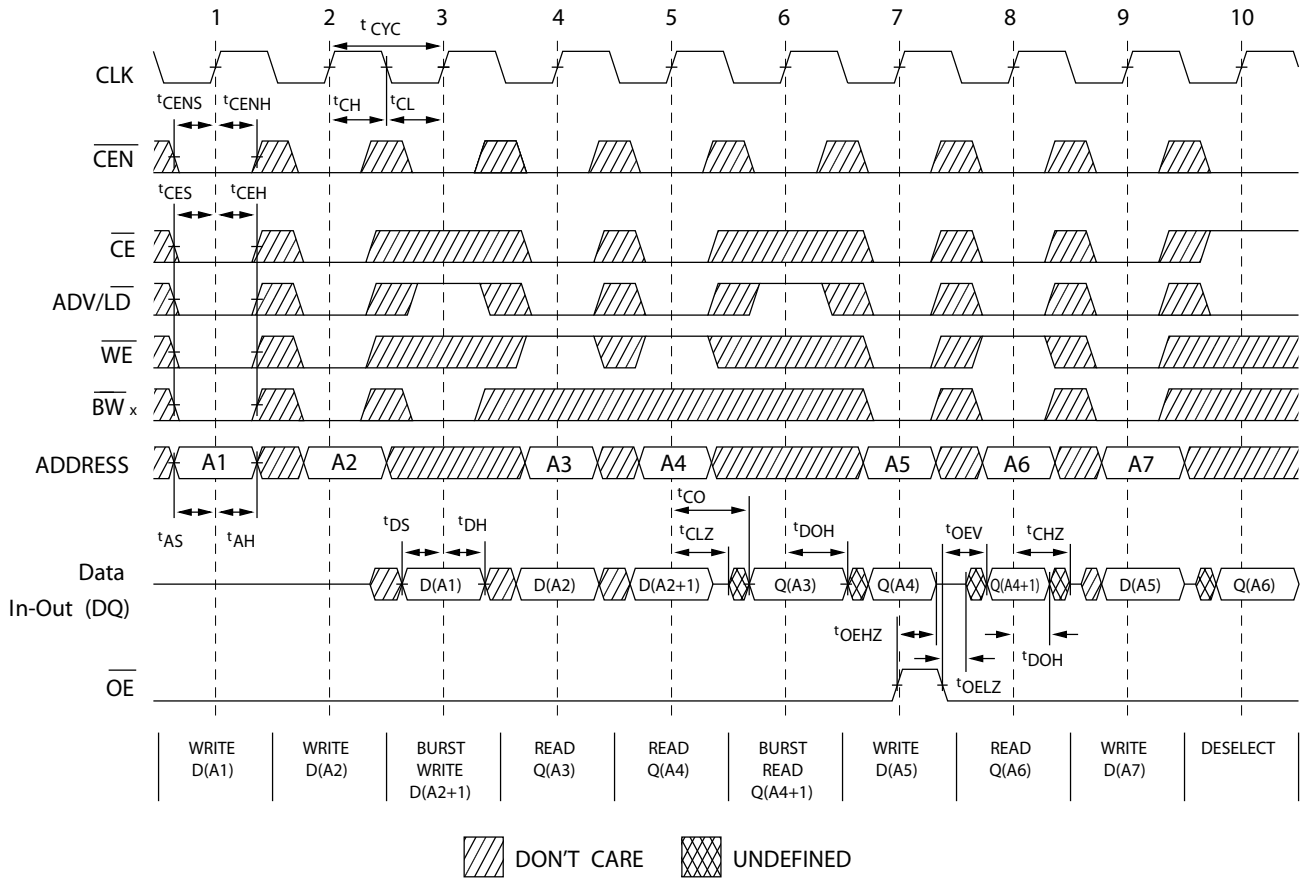 1 2 3 4 5 6 7 8 9 10
t CYC
CLK
tCENS tCENH tCH tCL
CEN
tCES tCEH
CE
ADV/LD
WE
BW x
ADDRESS A1 A2 A3 A4 A5 A6 A7
tCO
tAS tAH tDS tDH tCLZ tDOH tOEV tCHZ
Data
In-Out (DQ)
D(A1) D(A2) D(A2+1) Q(A3) Q(A4) Q(A4+1) D(A5) Q(A6)
tOEHZ tDOH
tOELZ
OE
WRITE
D(A1)
WRITE
D(A2)
BURST
WRITE
D(A2+1)
READ
Q(A3)
READ
Q(A4)
BURST
READ
Q(A4+1)
WRITE
D(A5)
READ
Q(A6)
WRITE
D(A7)
DESELECT
DON'T CARE UNDEFINED